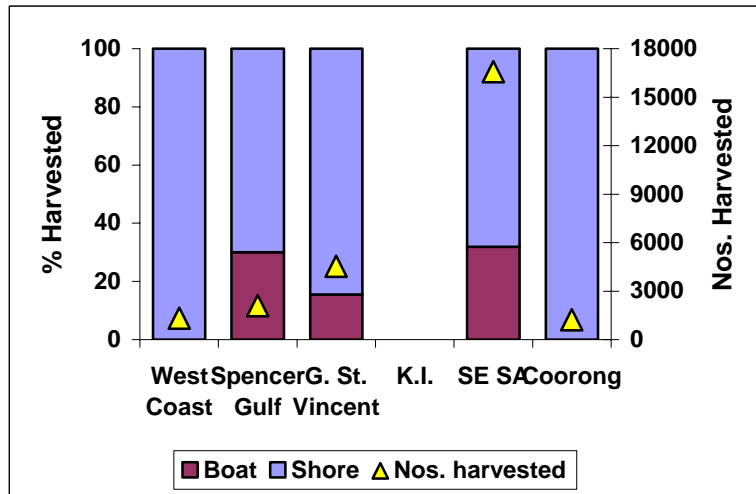 100
80
60
40
20
0
% Harvested
18000
15000
12000
9000
6000
3000
0
Nos. Harvested
West Coast
Spencer Gulf
G. St. Vincent
K.I.
SE SA
Coorong
Boat
Shore
Nos. harvested